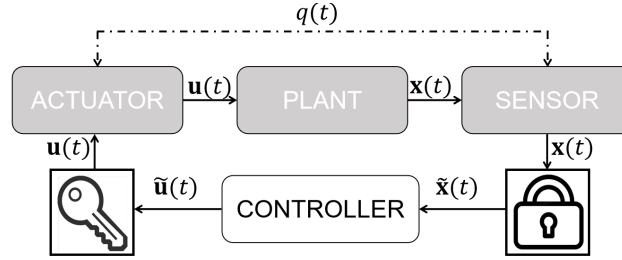 q(t)
ACTUATOR
𝐮(t)
PLANT
𝐱(t)
SENSOR
𝐮(t)
𝐱(t)
𝐮̃(t)
CONTROLLER
𝐱̃(t)